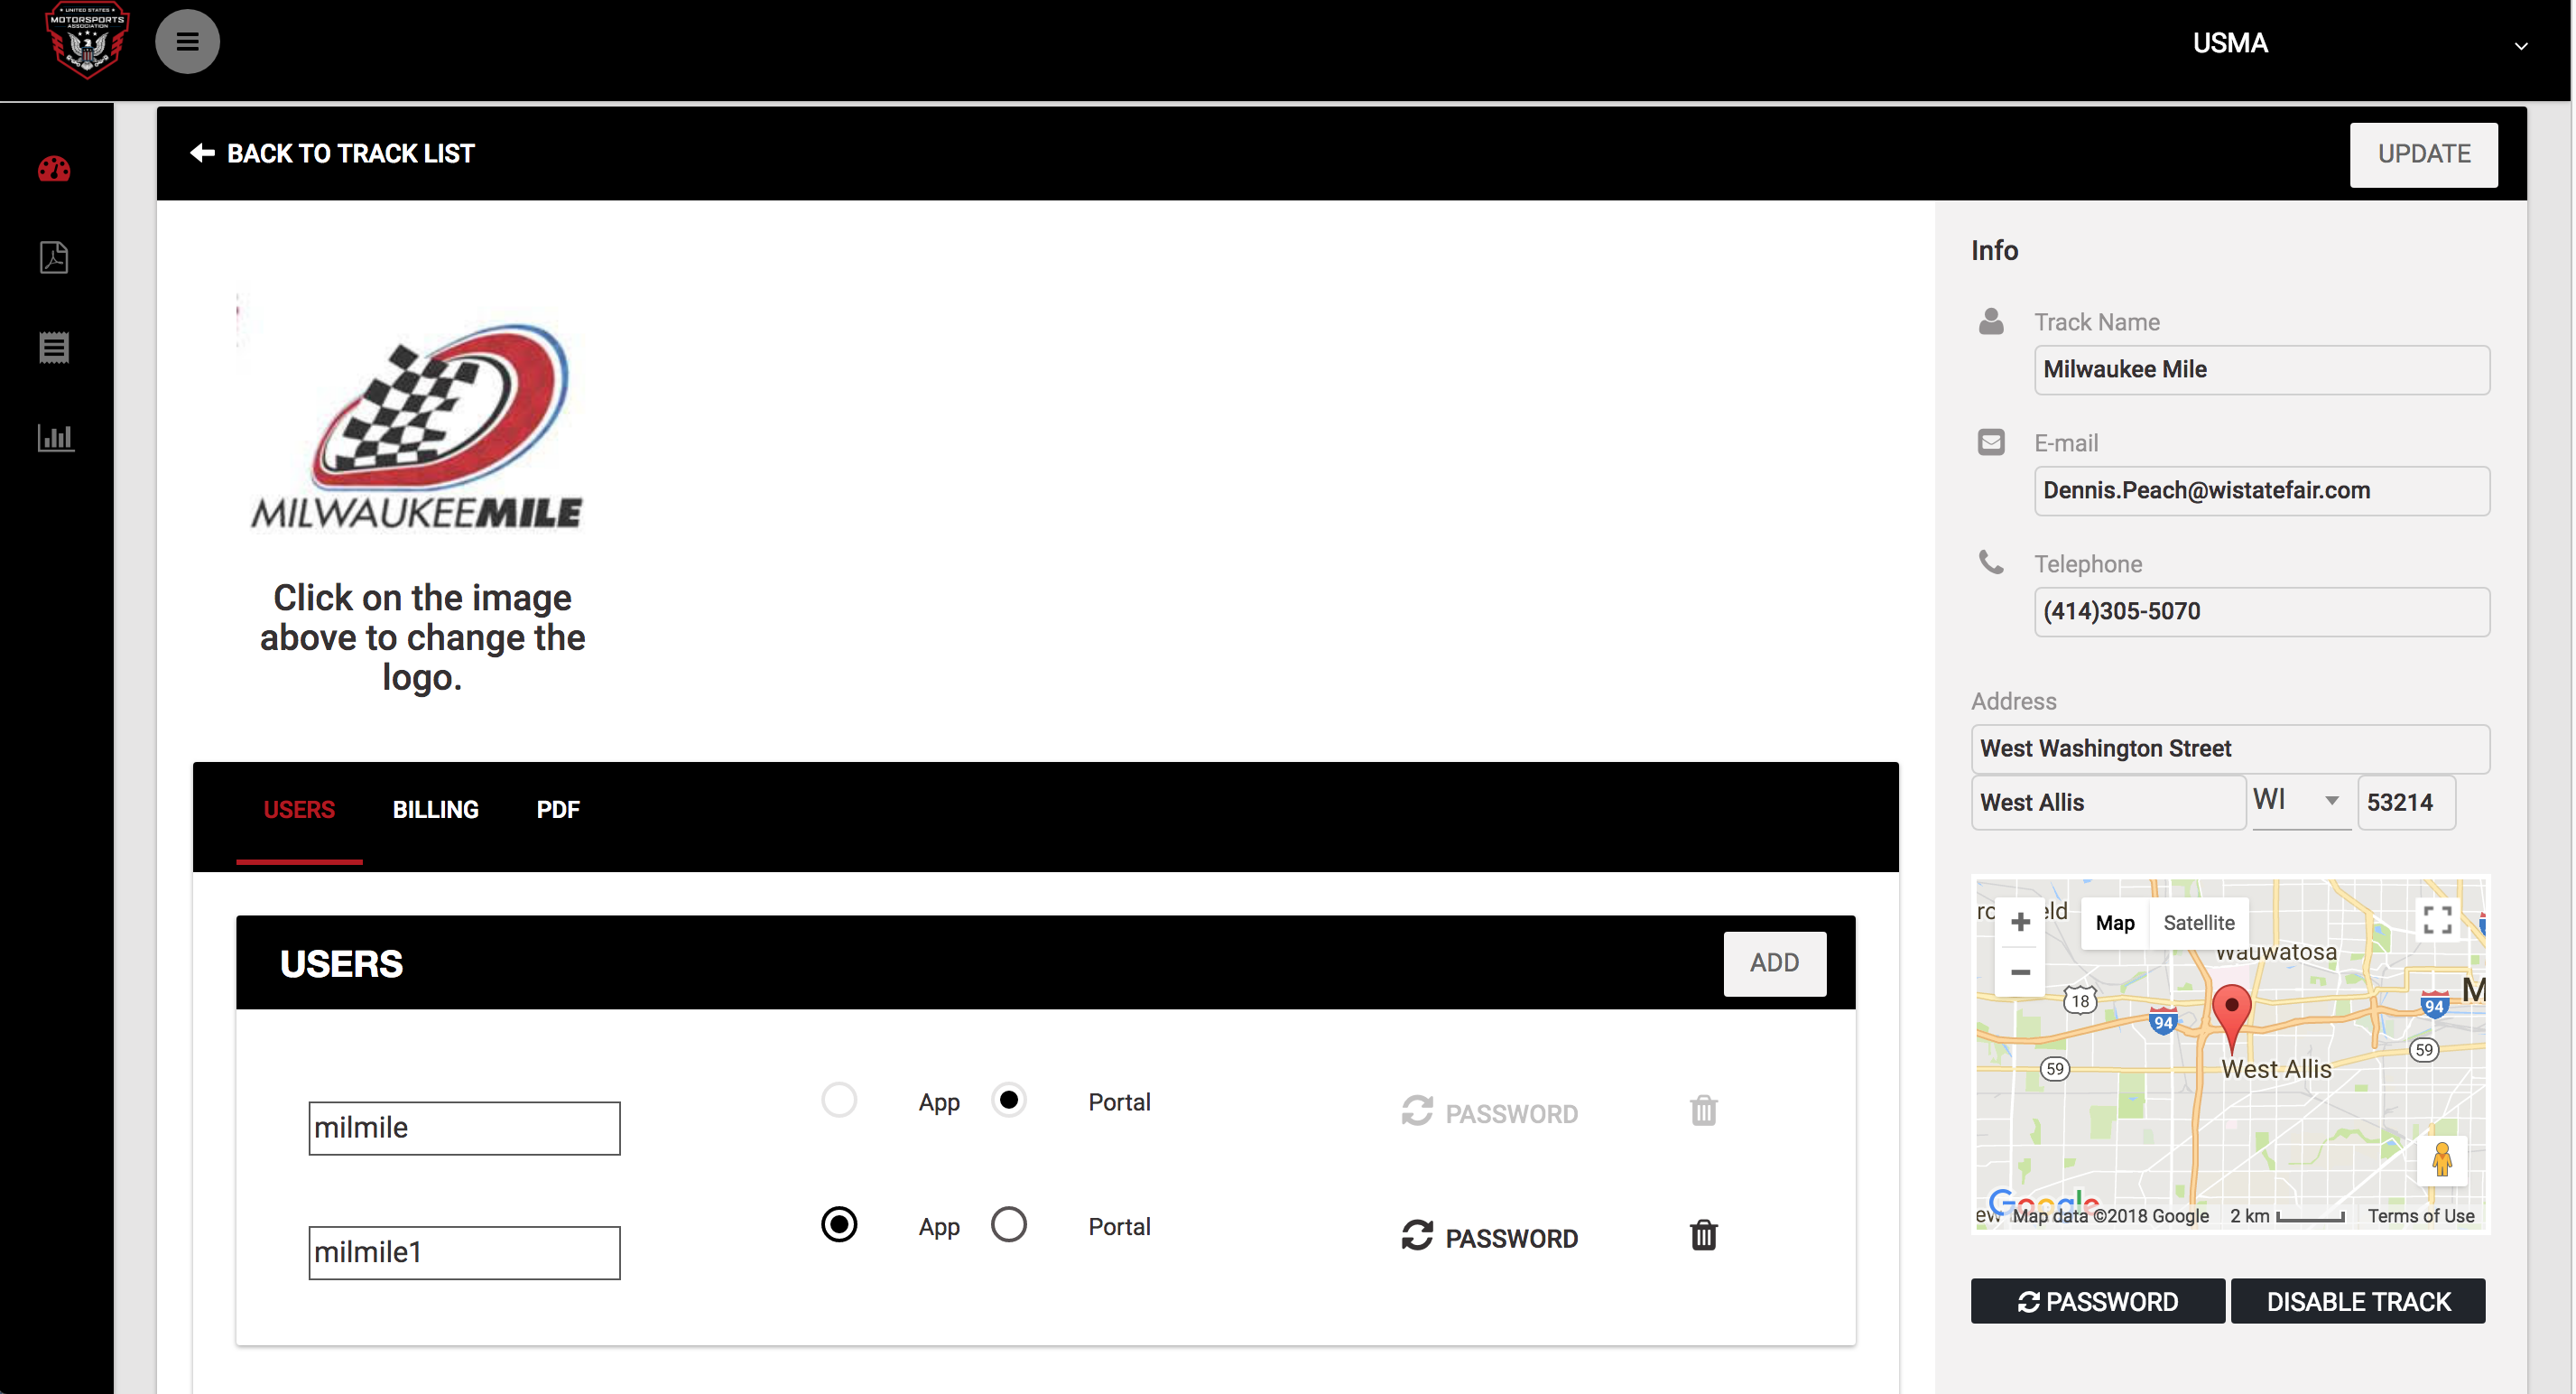 UNITED STATES
MOTORSPORTS
ASSOCIATION
USMA
BACK TO TRACK LIST
UPDATE
MILWAUKEEMILE
Click on the image
above to change the
logo.
USERS
BILLING
PDF
USERS
ADD
milmile
App
Portal
PASSWORD
milmile1
App
Portal
PASSWORD
Info
Track Name
Milwaukee Mile
E-mail
Dennis.Peach@wistatefair.com
Telephone
(414)305-5070
Address
West Washington Street
West Allis
WI
53214
Map
Satellite
Wauwatosa
18
94
94
59
59
West Allis
Google
Map data ©2018 Google
2 km
Terms of Use
PASSWORD
DISABLE TRACK